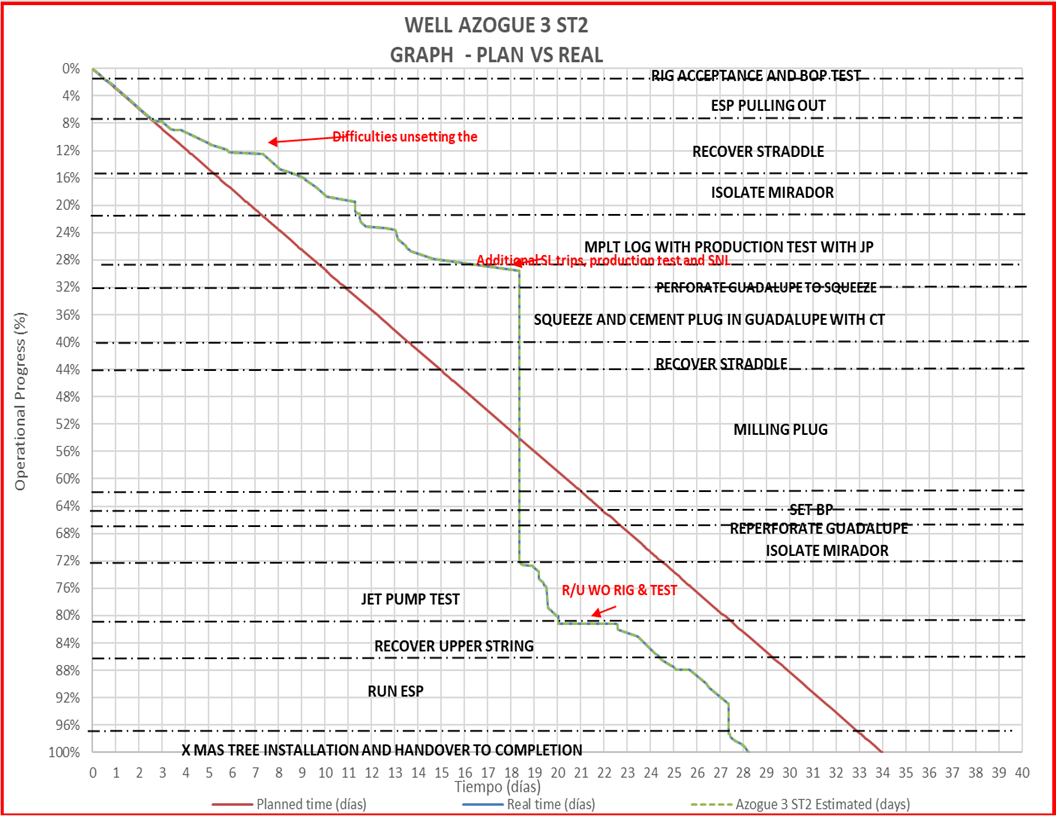 WELL AZOGUE 3 ST2
GRAPH - PLAN VS REAL
Operational Progress (%)
0%
4%
8%
12%
16%
20%
24%
28%
32%
36%
40%
44%
48%
52%
56%
60%
64%
68%
72%
76%
80%
84%
88%
92%
96%
100%
RIG ACCEPTANCE AND BOP TEST
ESP PULLING OUT
Difficulties unsetting the
RECOVER STRADDLE
ISOLATE MIRADOR
MPLT LOG WITH PRODUCTION TEST WITH JP
Additional SL trips, production test and SNL
PERFORATE GUADALUPE TO SQUEEZE
SQUEEZE AND CEMENT PLUG IN GUADALUPE WITH CT
RECOVER STRADDLE
MILLING PLUG
SET BP
REPERFORATE GUADALUPE
ISOLATE MIRADOR
R/U WO RIG & TEST
JET PUMP TEST
RECOVER UPPER STRING
RUN ESP
X MAS TREE INSTALLATION AND HANDOVER TO COMPLETION
0 1 2 3 4 5 6 7 8 9 10 11 12 13 14 15 16 17 18 19 20 21 22 23 24 25 26 27 28 29 30 31 32 33 34 35 36 37 38 39 40
Tiempo (días)
Planned time (días) Real time (días) Azogue 3 ST2 Estimated (days)